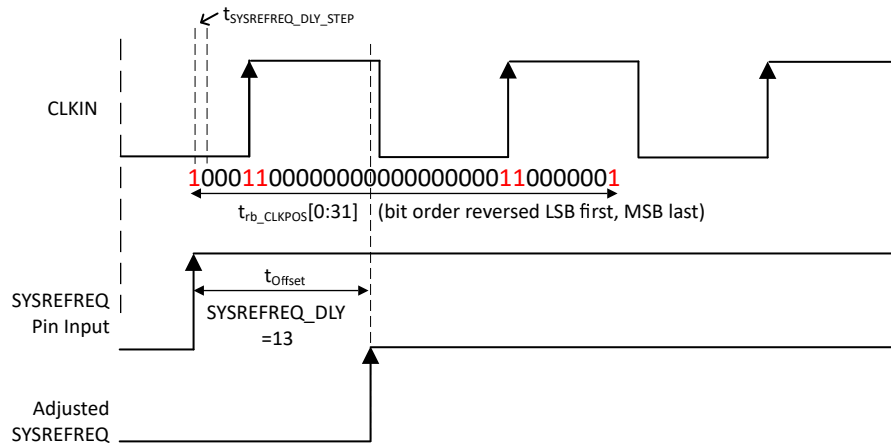 tSYSREFREQ_DLY_STEP
CLKIN
10001100000000000000000110000001
trb_CLKPOS[0:31] (bit order reversed LSB first, MSB last)
tOffset
SYSREFREQ
Pin Input
SYSREFREQ_DLY
=13
Adjusted
SYSREFREQ